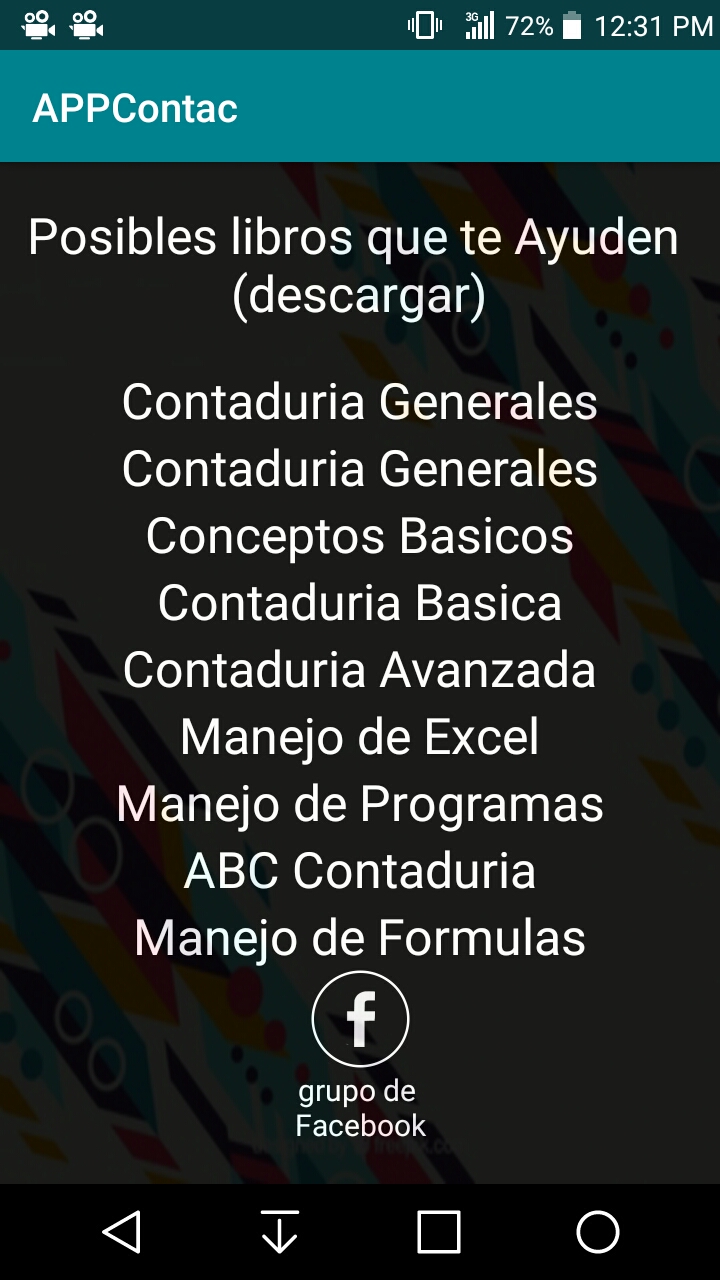 3G 72% 12:31 PM
APPContac
Posibles libros que te Ayuden
(descargar)
Contaduria Generales
Contaduria Generales
Conceptos Basicos
Contaduria Basica
Contaduria Avanzada
Manejo de Excel
Manejo de Programas
ABC Contaduria
Manejo de Formulas
f
grupo de
Facebook